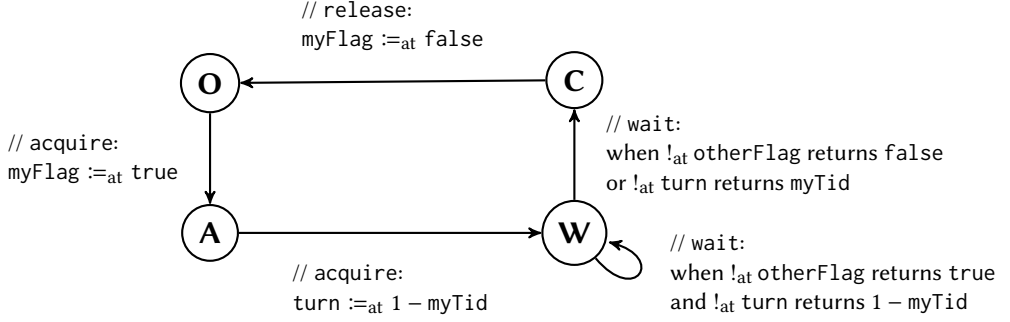 // release:
myFlag :=at false
O
C
// acquire:
myFlag :=at true
// wait:
when !at otherFlag returns false
or !at turn returns myTid
A
W
// wait:
when !at otherFlag returns true
and !at turn returns 1 − myTid
// acquire:
turn :=at 1 − myTid